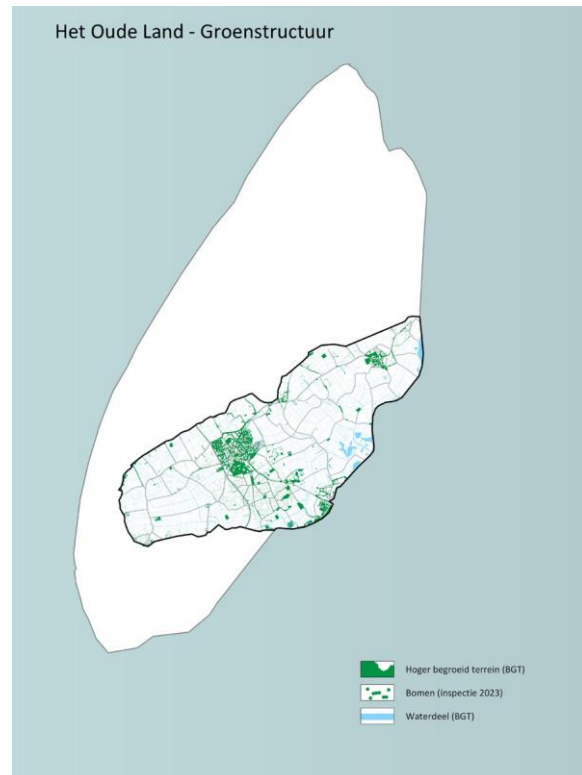 Het Oude Land - Groenstructuur
Hoger begroeid terrein (BGT)
Bomen (inspectie 2023)
Waterdeel (BGT)